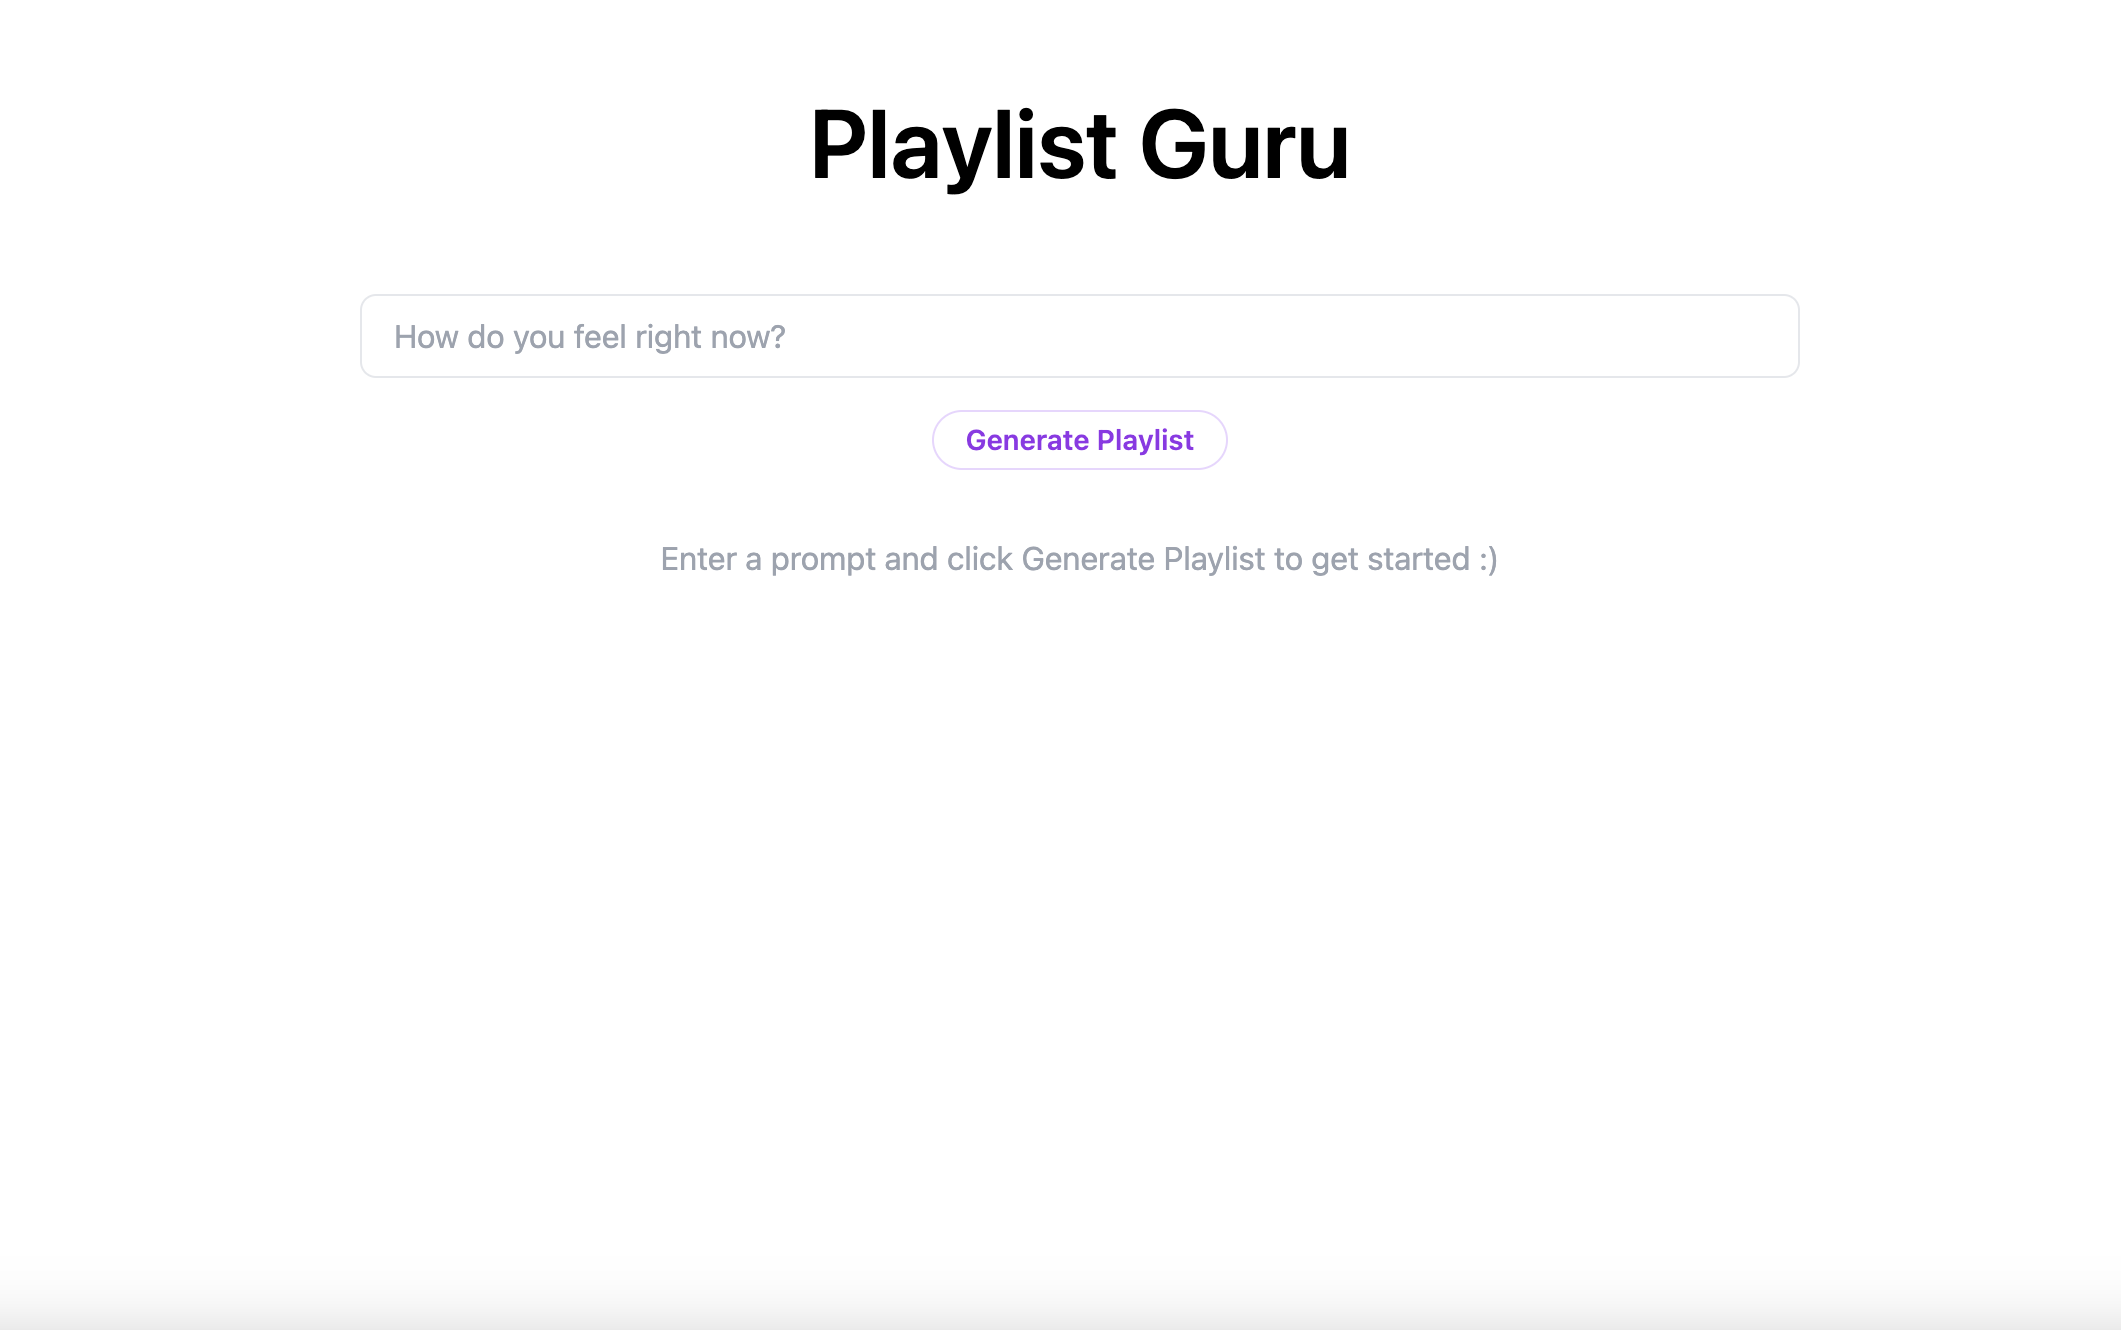 Playlist Guru
How do you feel right now?
Generate Playlist
Enter a prompt and click Generate Playlist to get started :)